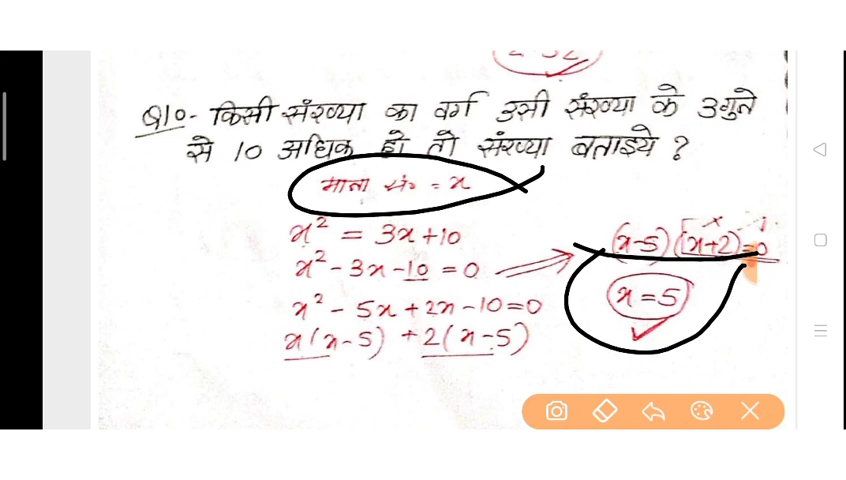 Q10- किसी संख्या का वर्ग उसी संख्या के 3गुने
से 10 अधिक हो तो संख्या बताइये ?
माना सं० = x
x² = 3x+10
x² - 3x - 10 = 0
x² - 5x + 2x - 10 = 0
x(x-5) + 2(x-5)
(x-5) (x+2) = 0
x = 5